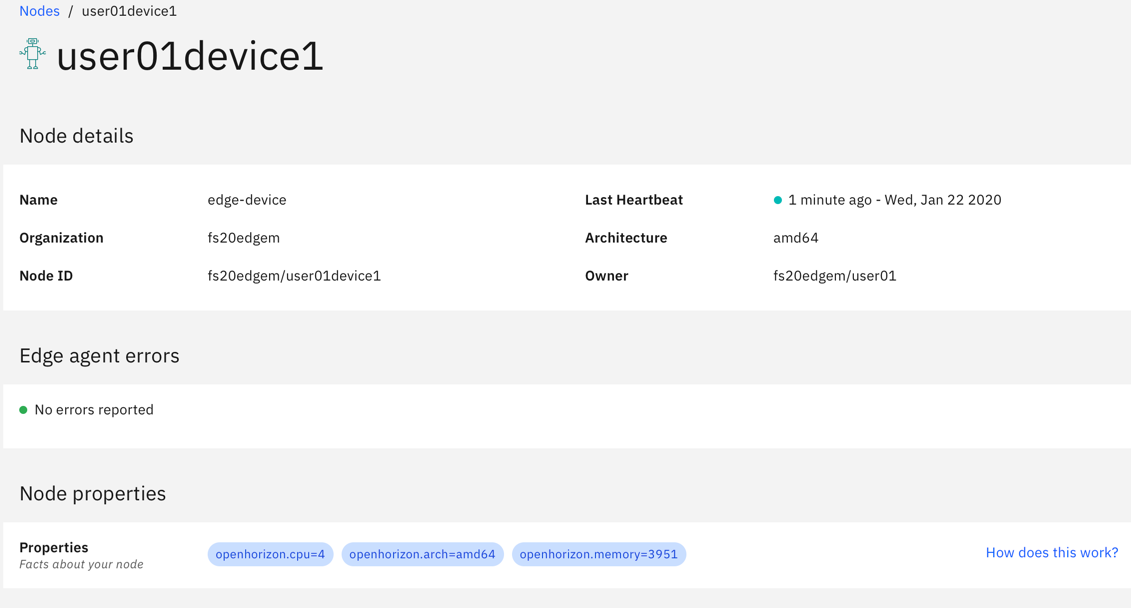 Nodes / user01device1
user01device1
Node details
Name edge-device Last Heartbeat 1 minute ago - Wed, Jan 22 2020
Organization fs20edgem Architecture amd64
Node ID fs20edgem/user01device1 Owner fs20edgem/user01
Edge agent errors
No errors reported
Node properties
Properties openhorizon.cpu=4 openhorizon.arch=amd64 openhorizon.memory=3951 How does this work?
Facts about your node